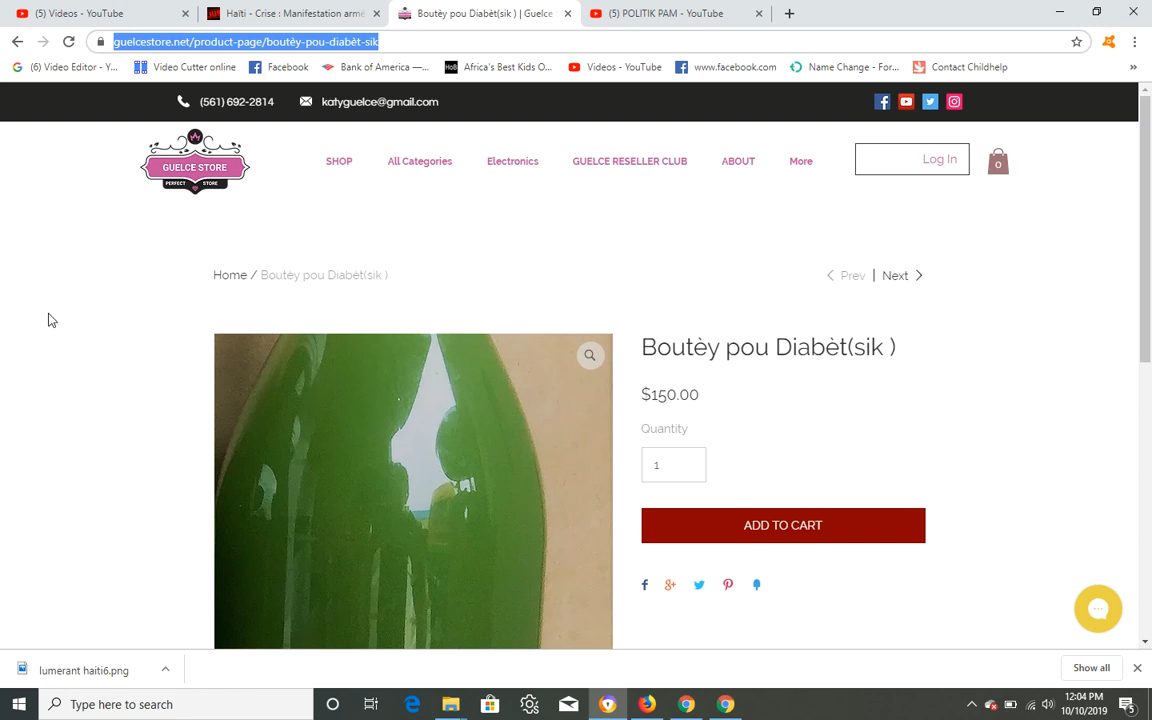 (5) Videos - YouTube
Haïti - Crise : Manifestation armé
Boutèy pou Diabèt(sik ) | Guelce
(5) POLITIK PAM - YouTube
guelcestore.net/product-page/boutèy-pou-diabèt-sik
(6) Video Editor - Y...
Video Cutter online
Facebook
Bank of America —...
Africa's Best Kids O...
Videos - YouTube
www.facebook.com
Name Change - For...
Contact Childhelp
»
(561) 692-2814
katyguelce@gmail.com
GUELCE STORE
PERFECT STORE
SHOP
All Categories
Electronics
GUELCE RESELLER CLUB
ABOUT
More
Log In
0
Home / Boutèy pou Diabèt(sik )
Prev | Next
Boutèy pou Diabèt(sik )
$150.00
Quantity
1
ADD TO CART
lumerant haiti6.png
Show all
Type here to search
12:04 PM
10/10/2019
5